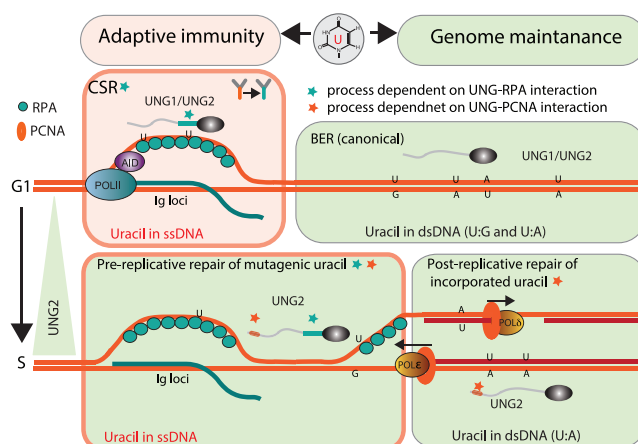 Adaptive immunity
U
HN
O
N
O
Genome maintanance
CSR
UNG1/UNG2
process dependent on UNG-RPA interaction
process dependnet on UNG-PCNA interaction
RPA
PCNA
U
U
AID
POLII
Ig loci
Uracil in ssDNA
BER (canonical)
UNG1/UNG2
U
U
A
U
G
A
U
A
Uracil in dsDNA (U:G and U:A)
G1
UNG2
S
Pre-replicative repair of mutagenic uracil
UNG2
U
U
G
Ig loci
Uracil in ssDNA
Post-replicative repair of
incorporated uracil
A
U
POLδ
POLε
U
U
A
A
UNG2
Uracil in dsDNA (U:A)